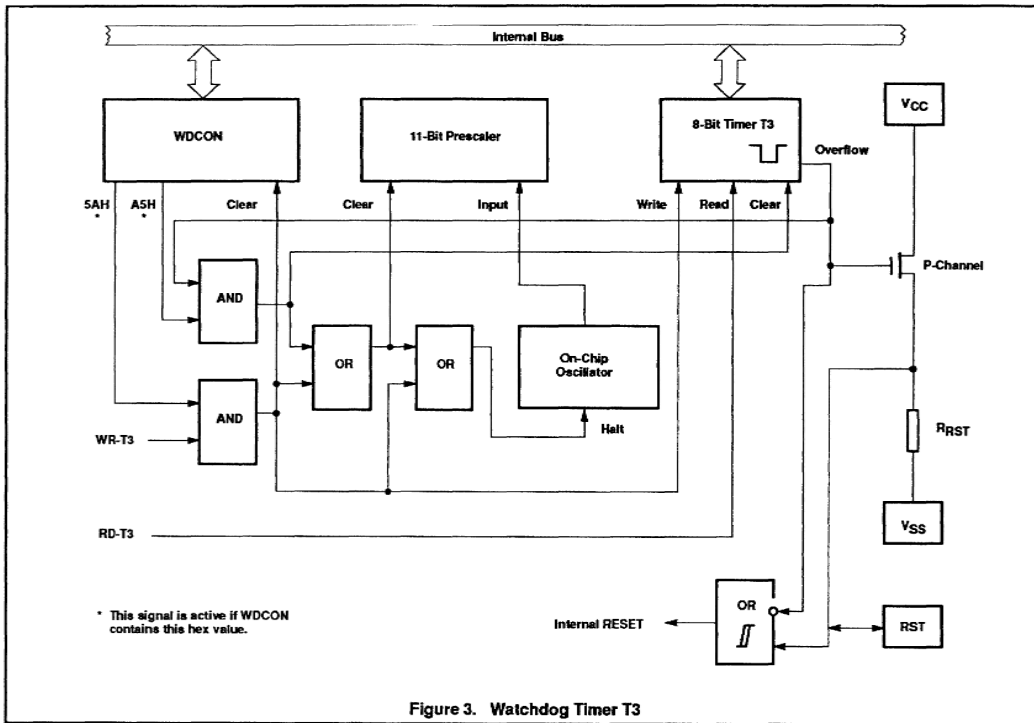 Internal Bus
WDCON
11-Bit Prescaler
8-Bit Timer T3
VCC
Overflow
5AH
*
A5H
*
Clear
Clear
Input
Write
Read
Clear
P-Channel
AND
OR
OR
On-Chip
Oscillator
AND
Halt
WR-T3
RRST
RD-T3
VSS
* This signal is active if WDCON
contains this hex value.
OR
Internal RESET
RST
Figure 3. Watchdog Timer T3